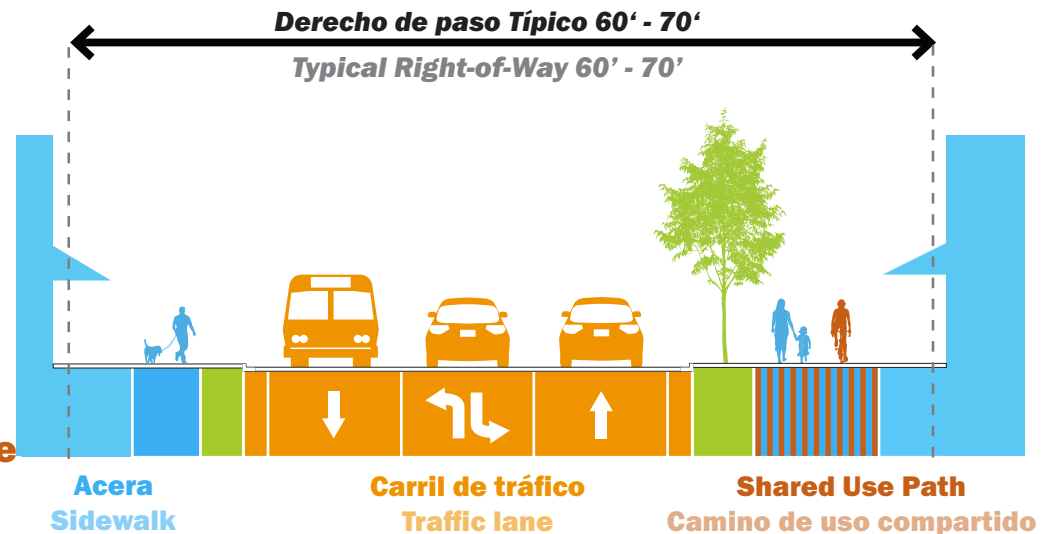 Derecho de paso Típico 60‘ - 70‘
Typical Right-of-Way 60’ - 70’
e
Acera
Sidewalk
Carril de tráfico
Traffic lane
Shared Use Path
Camino de uso compartido